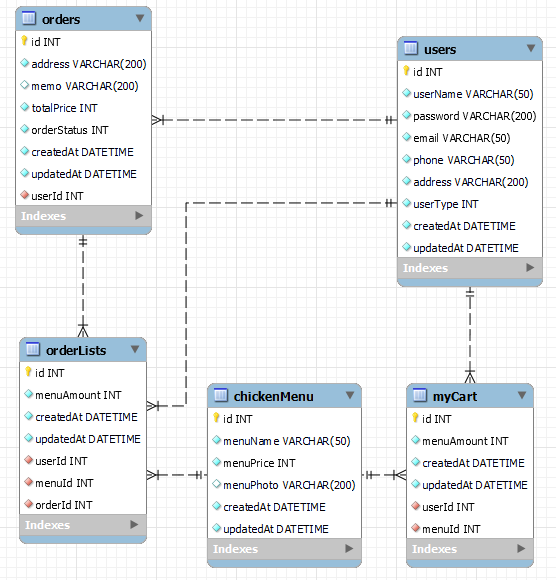 orders
id INT
address VARCHAR(200)
memo VARCHAR(200)
totalPrice INT
orderStatus INT
createdAt DATETIME
updatedAt DATETIME
userId INT
Indexes
users
id INT
userName VARCHAR(50)
password VARCHAR(200)
email VARCHAR(50)
phone VARCHAR(50)
address VARCHAR(200)
userType INT
createdAt DATETIME
updatedAt DATETIME
Indexes
orderLists
id INT
menuAmount INT
createdAt DATETIME
updatedAt DATETIME
userId INT
menuId INT
orderId INT
Indexes
chickenMenu
id INT
menuName VARCHAR(50)
menuPrice INT
menuPhoto VARCHAR(200)
createdAt DATETIME
updatedAt DATETIME
Indexes
myCart
id INT
menuAmount INT
createdAt DATETIME
updatedAt DATETIME
userId INT
menuId INT
Indexes